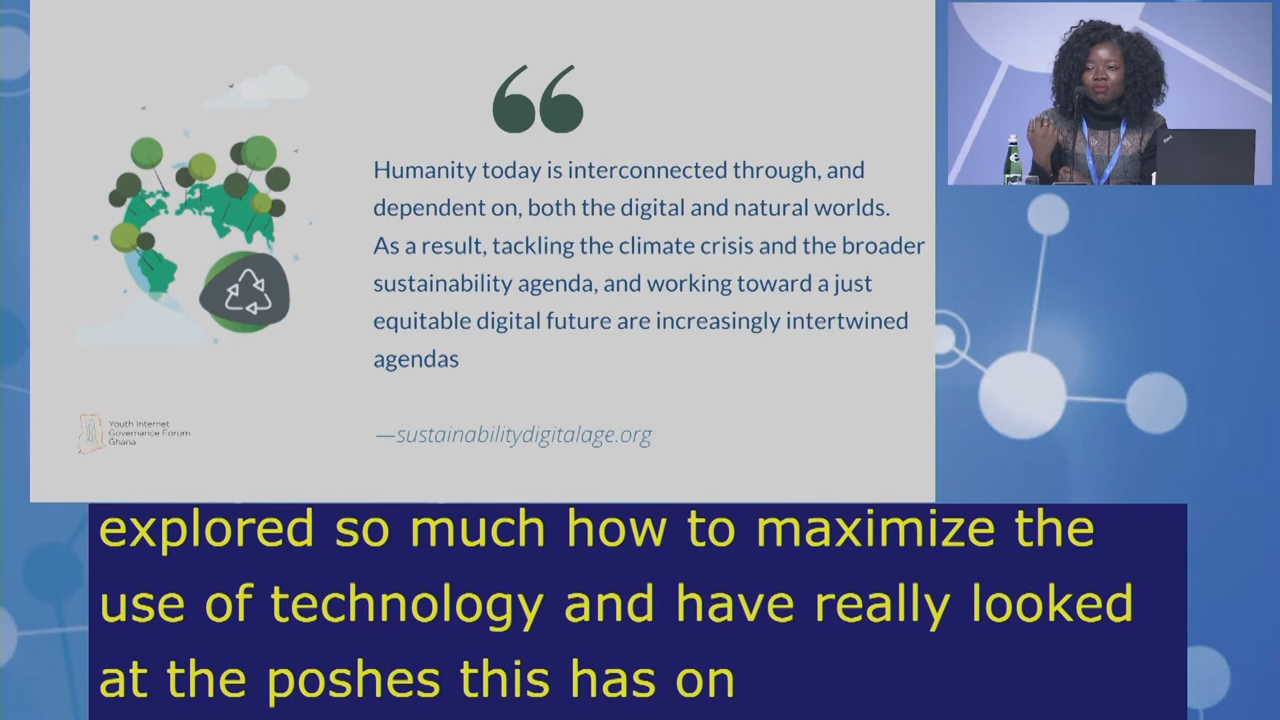 Humanity today is interconnected through, and
dependent on, both the digital and natural worlds.
As a result, tackling the climate crisis and the broader
sustainability agenda, and working toward a just
equitable digital future are increasingly intertwined
agendas
—sustainabilitydigitalage.org
Youth Internet
Governance Forum
Ghana
explored so much how to maximize the
use of technology and have really looked
at the poshes this has on